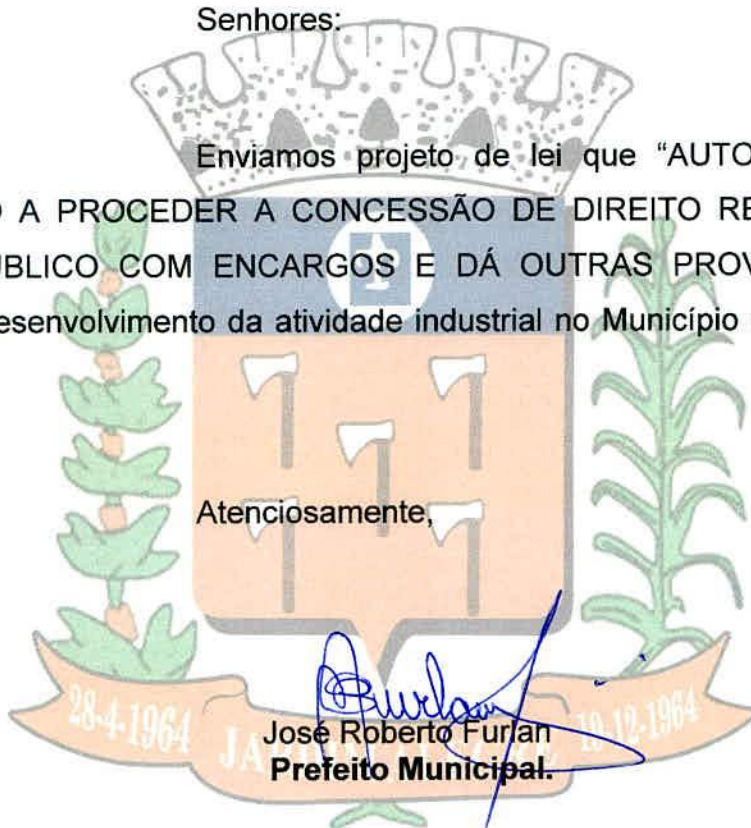 Senhores:
Enviamos projeto de lei que “AUTO
A PROCEDER A CONCESSÃO DE DIREITO RE
ÚBLICO COM ENCARGOS E DÁ OUTRAS PROV
esenvolvimento da atividade industrial no Município
Atenciosamente,
28-4-1964
10-12-1964
José Roberto Furlan
Prefeito Municipal.